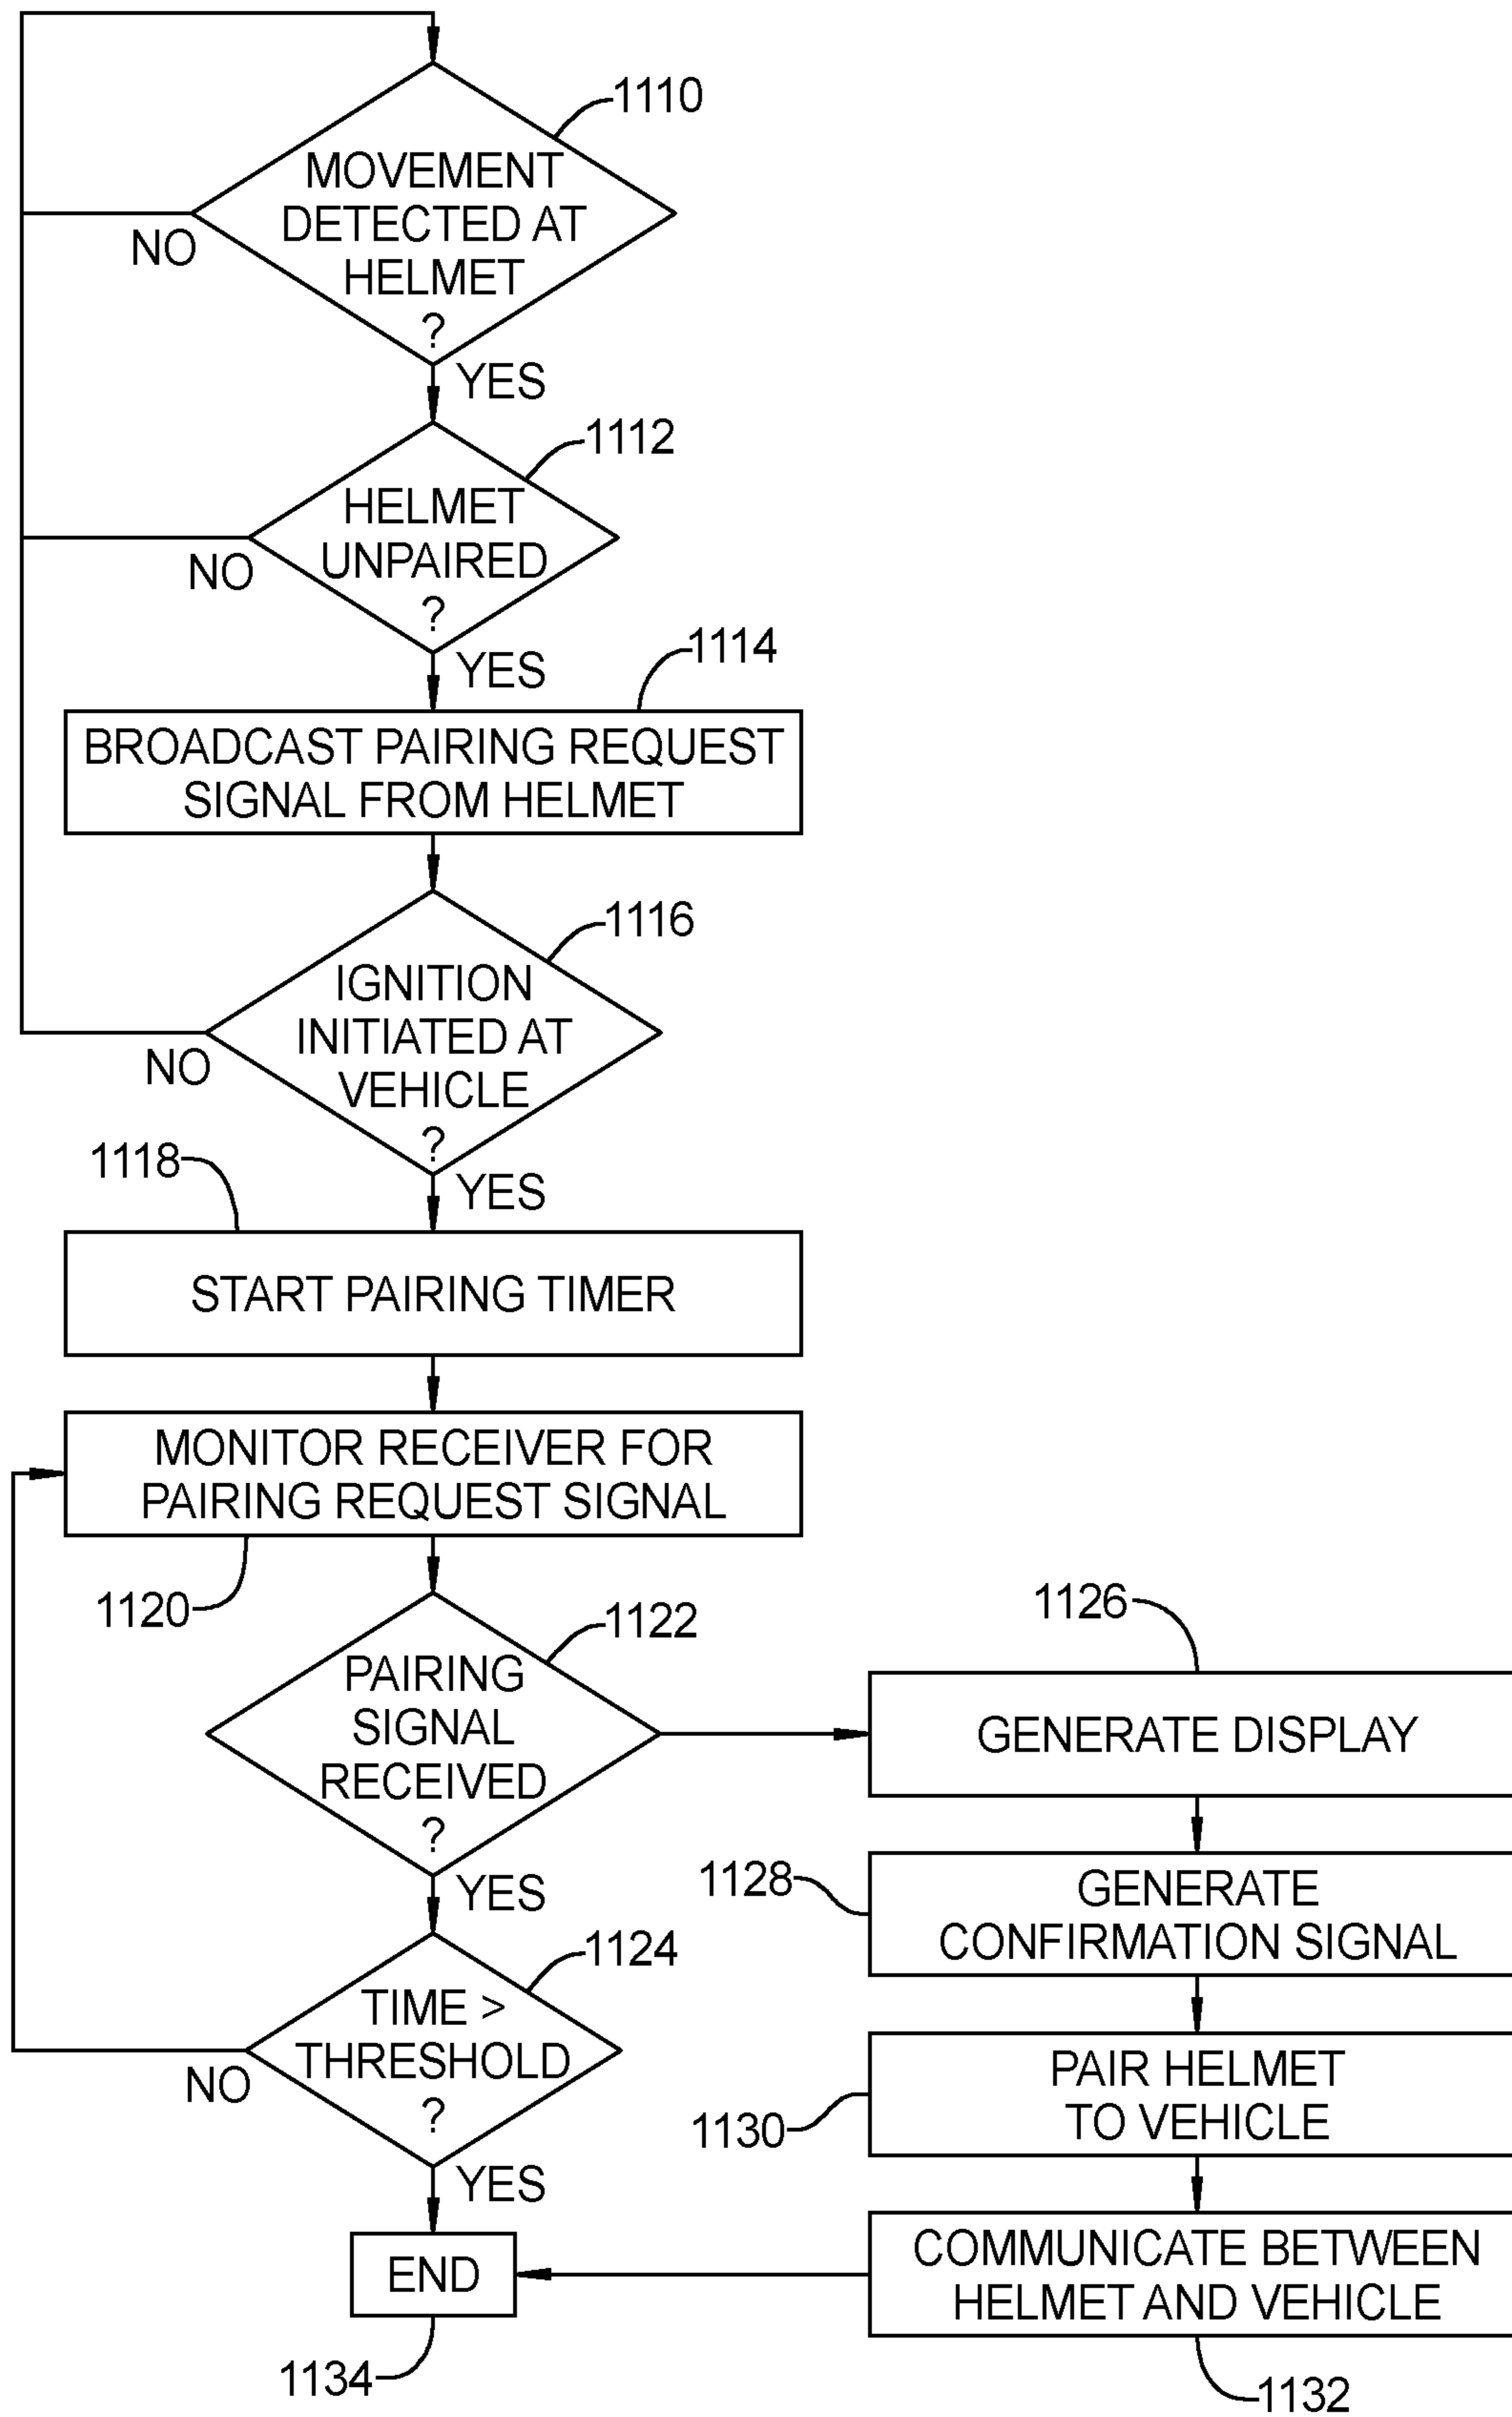 1110
MOVEMENT
DETECTED AT
HELMET
?
NO
YES
1112
HELMET
UNPAIRED
?
NO
YES
1114
BROADCAST PAIRING REQUEST
SIGNAL FROM HELMET
1116
IGNITION
INITIATED AT
VEHICLE
?
NO
YES
1118
START PAIRING TIMER
MONITOR RECEIVER FOR
PAIRING REQUEST SIGNAL
1120
1122
PAIRING
SIGNAL
RECEIVED
?
YES
1124
TIME >
THRESHOLD
?
NO
YES
END
1134
1126
GENERATE DISPLAY
1128
GENERATE
CONFIRMATION SIGNAL
PAIR HELMET
TO VEHICLE
1130
COMMUNICATE BETWEEN
HELMET AND VEHICLE
1132